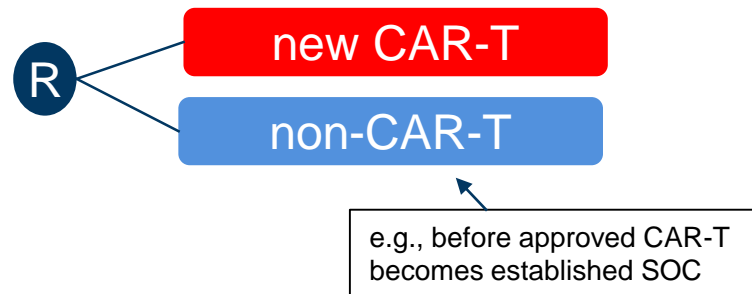 new CAR-T
R
non-CAR-T
e.g., before approved CAR-T
becomes established SOC